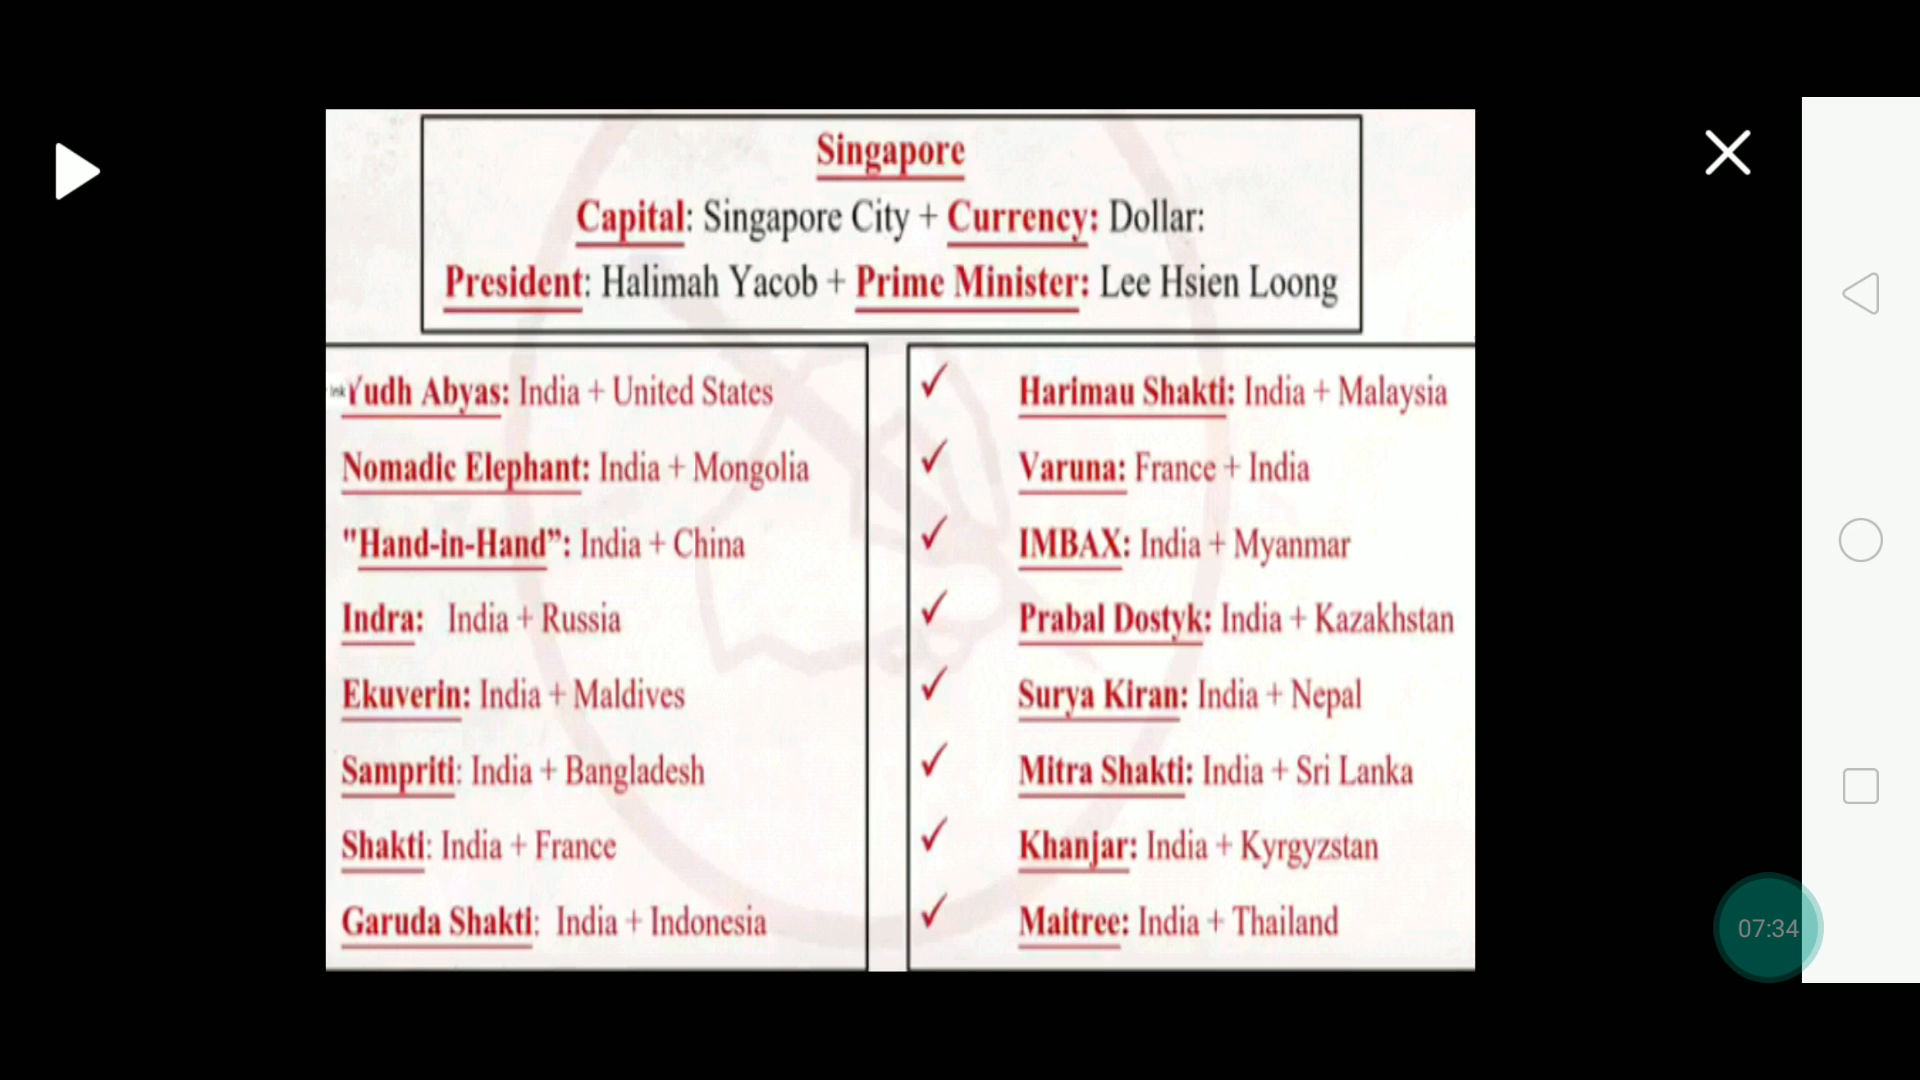 Singapore
Capital: Singapore City + Currency: Dollar:
President: Halimah Yacob + Prime Minister: Lee Hsien Loong
Yudh Abyas: India + United States
Nomadic Elephant: India + Mongolia
"Hand-in-Hand”: India + China
Indra: India + Russia
Ekuverin: India + Maldives
Sampriti: India + Bangladesh
Shakti: India + France
Garuda Shakti: India + Indonesia
✓ Harimau Shakti: India + Malaysia
✓ Varuna: France + India
✓ IMBAX: India + Myanmar
✓ Prabal Dostyk: India + Kazakhstan
✓ Surya Kiran: India + Nepal
✓ Mitra Shakti: India + Sri Lanka
✓ Khanjar: India + Kyrgyzstan
✓ Maitree: India + Thailand
07:34